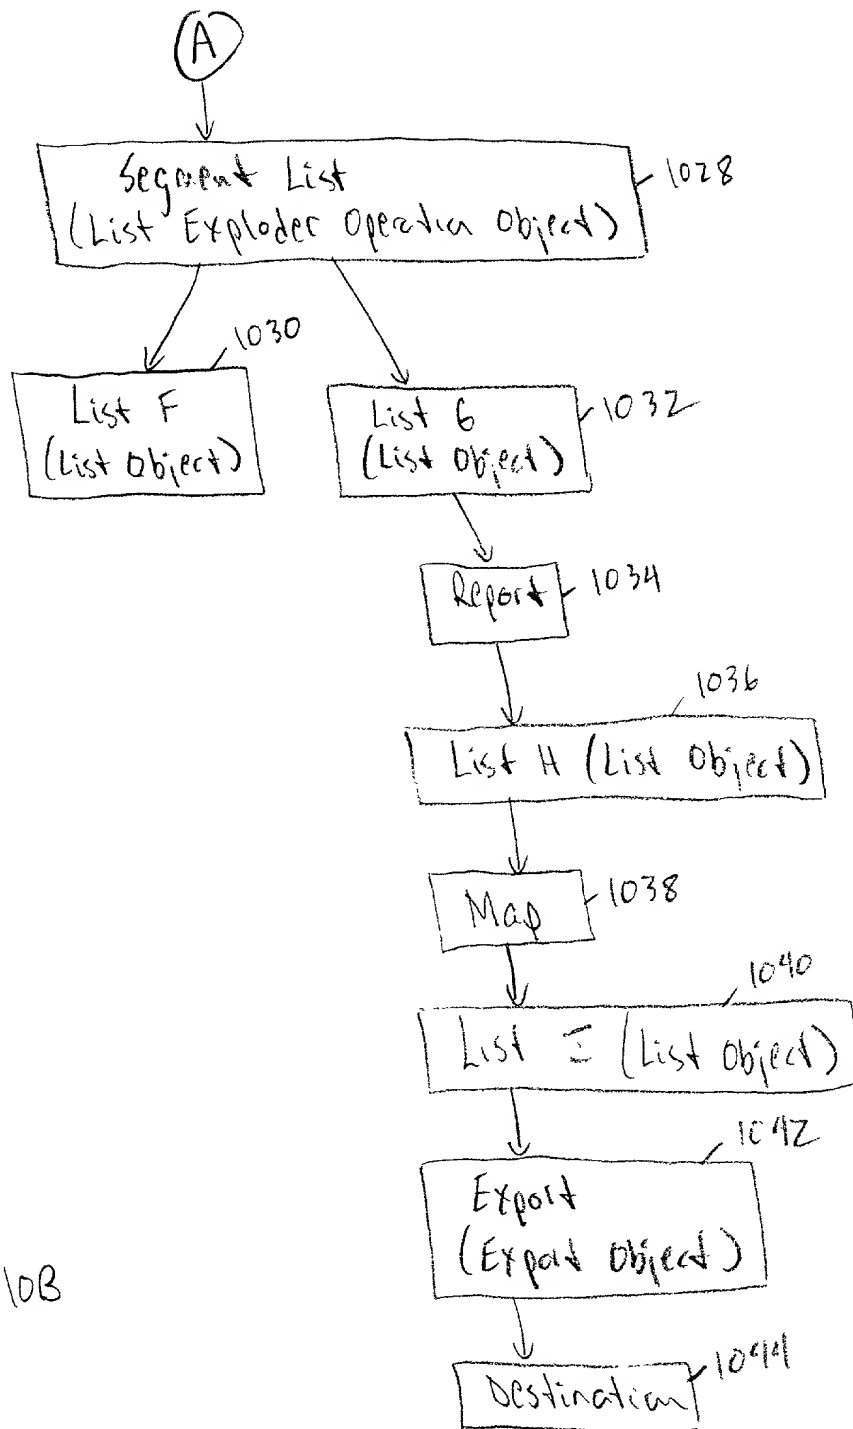 A
Segment List
(List Exploder Operation Object)
1028
1030
List F
(List Object)
List G
(List Object)
1032
Report
1034
1036
List H (List Object)
Map
1038
1040
List I (List Object)
1042
Export
(Export Object)
10B
Destination
1044